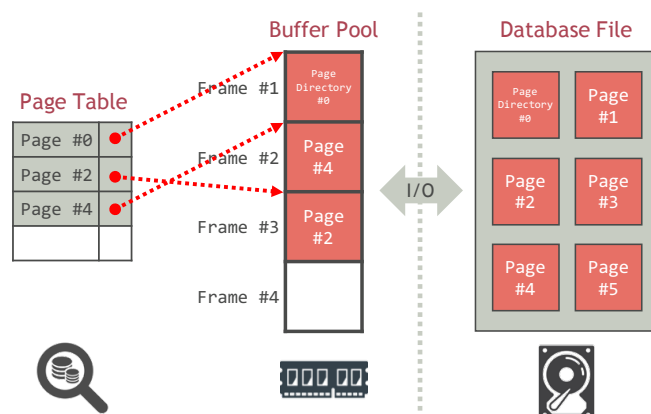 Buffer Pool
Database File
Page Table
Page #0
Page #2
Page #4
Frame #1
Frame #2
Frame #3
Frame #4
Page
Directory
#0
Page
#4
Page
#2
I/O
Page
Directory
#0
Page
#1
Page
#2
Page
#3
Page
#4
Page
#5